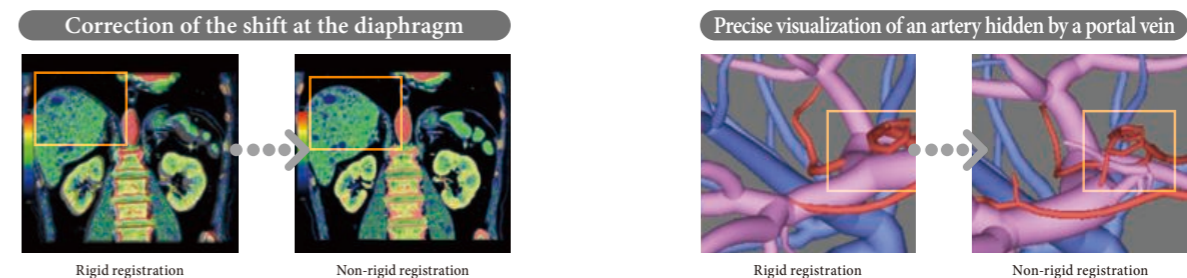 Correction of the shift at the diaphragm
Rigid registration
Non-rigid registration
Precise visualization of an artery hidden by a portal vein
Rigid registration
Non-rigid registration